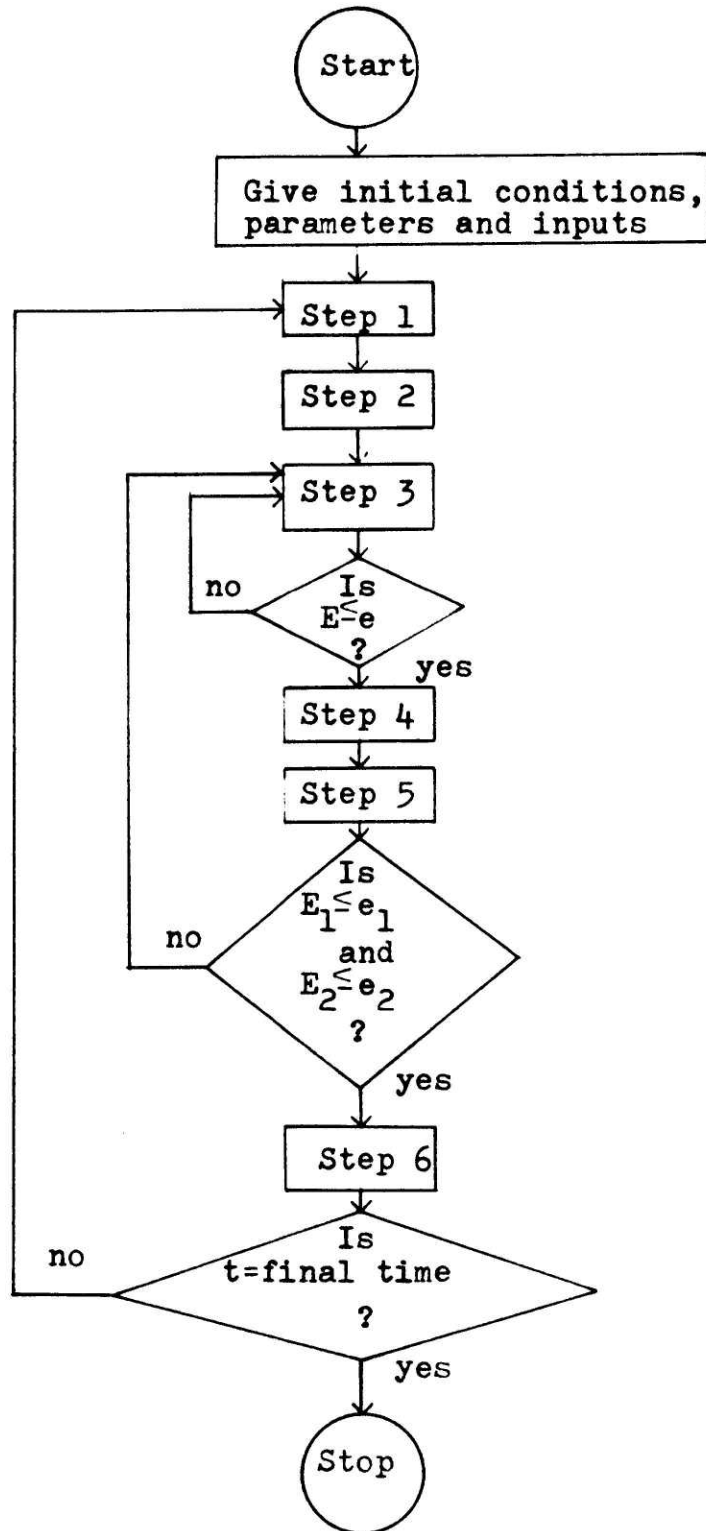 Start
Give initial conditions,
parameters and inputs
Step 1
Step 2
Step 3
no
Is
E≤e
?
yes
Step 4
Step 5
Is
E₁≤e₁
and
E₂≤e₂
?
no
yes
Step 6
Is
t=final time
?
no
yes
Stop